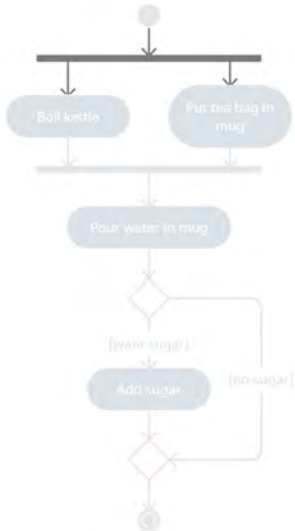 Boil kettle
Put tea bag in
mug
Pour water in mug
[want sugar]
Add sugar
[no sugar]